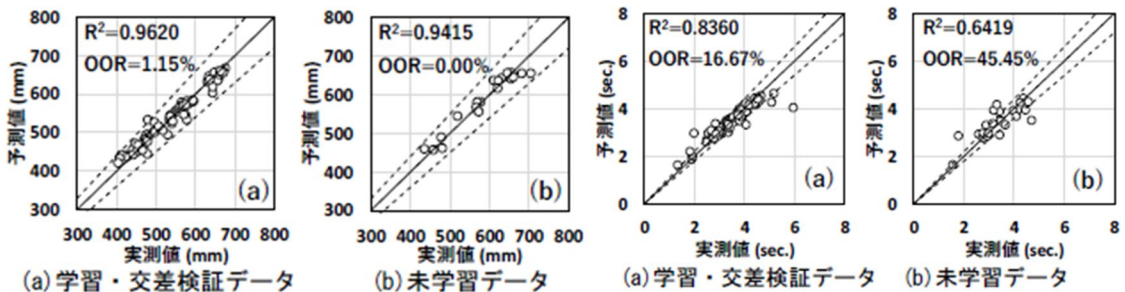 800
700
600
500
400
300
予測値 (mm)
R²=0.9620
OOR=1.15%
(a)
300 400 500 600 700 800
実測値 (mm)
(a) 学習・交差検証データ
800
700
600
500
400
300
予測値 (mm)
R²=0.9415
OOR=0.00%
(b)
300 400 500 600 700 800
実測値 (mm)
(b) 未学習データ
8
6
4
2
0
予測値 (sec.)
R²=0.8360
OOR=16.67%
(a)
0 2 4 6 8
実測値 (sec.)
(a) 学習・交差検証データ
8
6
4
2
0
予測値 (sec.)
R²=0.6419
OOR=45.45%
(b)
0 2 4 6 8
実測値 (sec.)
(b) 未学習データ